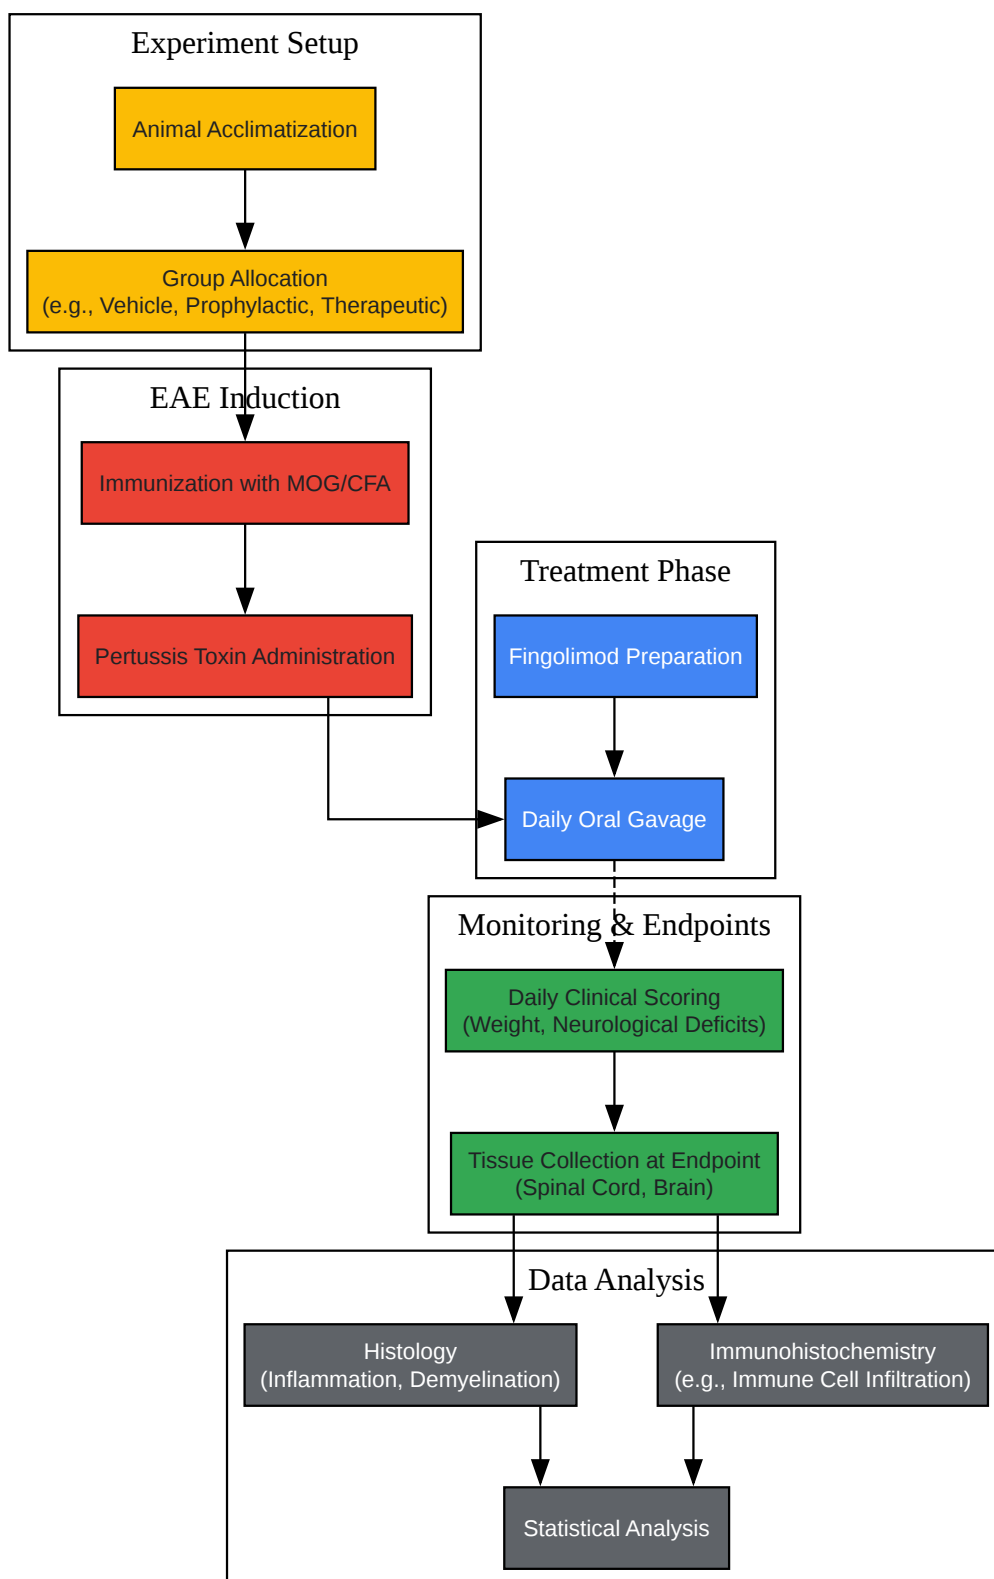 Experiment Setup
Animal Acclimatization
Group Allocation
(e.g., Vehicle, Prophylactic, Therapeutic)
EAE Induction
Immunization with MOG/CFA
Pertussis Toxin Administration
Treatment Phase
Fingolimod Preparation
Daily Oral Gavage
Monitoring & Endpoints
Daily Clinical Scoring
(Weight, Neurological Deficits)
Tissue Collection at Endpoint
(Spinal Cord, Brain)
Data Analysis
Histology
(Inflammation, Demyelination)
Immunohistochemistry
(e.g., Immune Cell Infiltration)
Statistical Analysis